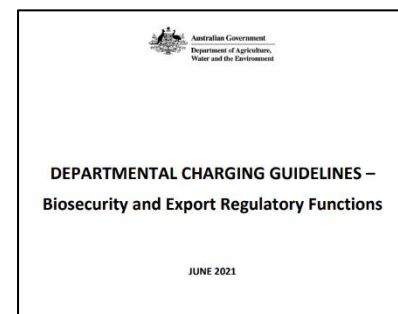 Australian Government
Department of Agriculture,
Water and the Environment
DEPARTMENTAL CHARGING GUIDELINES –
Biosecurity and Export Regulatory Functions
JUNE 2021